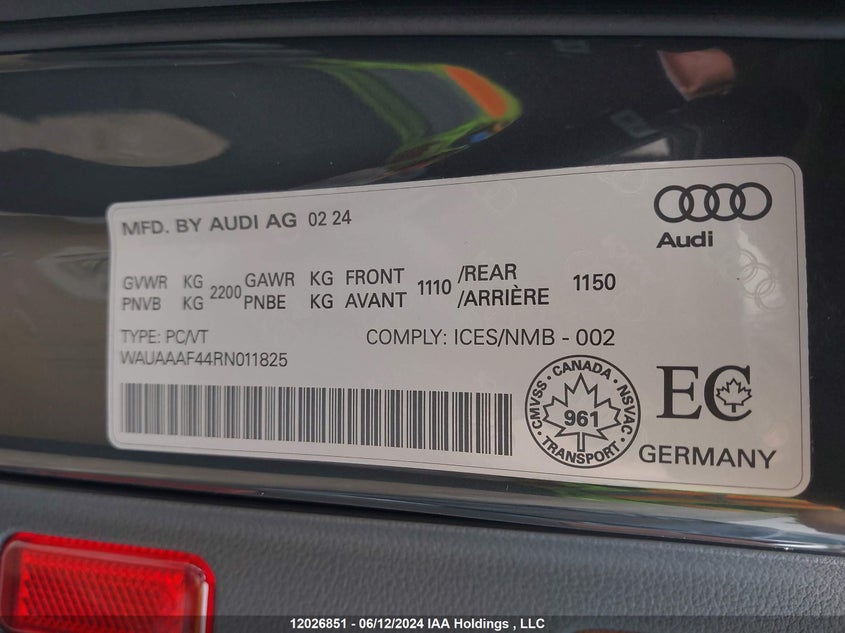 MFD. BY AUDI AG 02 24
Audi
GVWR KG 2200 GAWR KG FRONT 1110 /REAR 1150
PNVB KG PNBE KG AVANT /ARRIÈRE
TYPE: PC/VT COMPLY: ICES/NMB - 002
WAUAAAF44RN011825
· CANADA · NSVAC · TRANSPORT · CMVSS
961
EC
GERMANY
12026851 - 06/12/2024 IAA Holdings , LLC